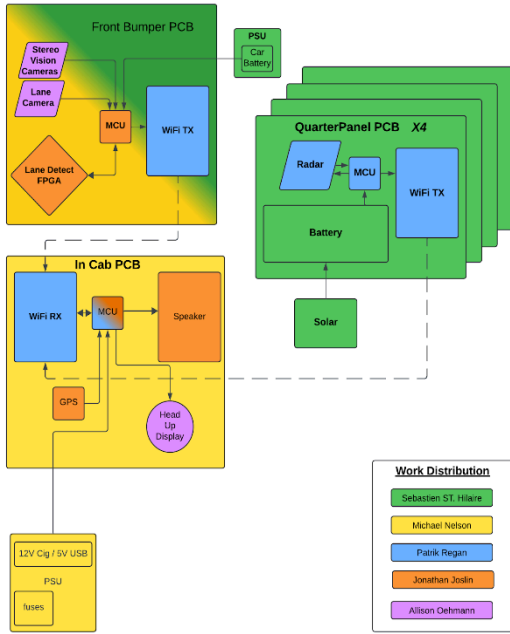 Front Bumper PCB
Stereo
Vision
Cameras
Lane
Camera
MCU
WiFi TX
Lane Detect
FPGA
PSU
Car
Battery
QuarterPanel PCB X4
Radar
MCU
WiFi TX
Battery
Solar
In Cab PCB
WiFi RX
MCU
Speaker
GPS
Head
Up
Display
12V Cig / 5V USB
PSU
fuses
Work Distribution
Sebastien ST. Hilaire
Michael Nelson
Patrik Regan
Jonathan Joslin
Allison Oehmann